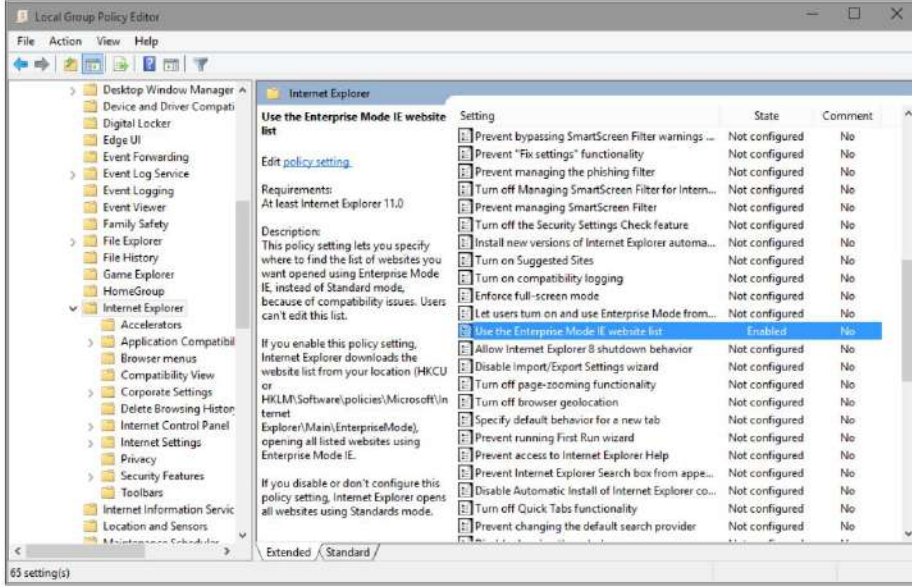 Local Group Policy Editor
File Action View Help
Desktop Window Manager
Device and Driver Compati
Digital Locker
Edge UI
Event Forwarding
Event Log Service
Event Logging
Event Viewer
Family Safety
File Explorer
File History
Game Explorer
HomeGroup
Internet Explorer
Accelerators
Application Compatibil
Browser menus
Compatibility View
Corporate Settings
Delete Browsing Histor
Internet Control Panel
Internet Settings
Privacy
Security Features
Toolbars
Internet Information Servic
Location and Sensors
Maintenance Scheduler
Internet Explorer
Use the Enterprise Mode IE website
list
Edit policy setting.
Requirements:
At least Internet Explorer 11.0
Description:
This policy setting lets you specify
where to find the list of websites you
want opened using Enterprise Mode
IE, instead of Standard mode,
because of compatibility issues. Users
can't edit this list.
If you enable this policy setting,
Internet Explorer downloads the
website list from your location (HKCU
or
HKLM\Software\policies\Microsoft\In
ternet
Explorer\Main\EnterpriseMode),
opening all listed websites using
Enterprise Mode IE.
If you disable or don't configure this
policy setting, Internet Explorer opens
all websites using Standards mode.
Setting State Comment
Prevent bypassing SmartScreen Filter warnings ... Not configured No
Prevent "Fix settings" functionality Not configured No
Prevent managing the phishing filter Not configured No
Turn off Managing SmartScreen Filter for Intern... Not configured No
Prevent managing SmartScreen Filter Not configured No
Turn off the Security Settings Check feature Not configured No
Install new versions of Internet Explorer automa... Not configured No
Turn on Suggested Sites Not configured No
Turn on compatibility logging Not configured No
Enforce full-screen mode Not configured No
Let users turn on and use Enterprise Mode from... Not configured No
Use the Enterprise Mode IE website list Enabled No
Allow Internet Explorer 8 shutdown behavior Not configured No
Disable Import/Export Settings wizard Not configured No
Turn off page-zooming functionality Not configured No
Turn off browser geolocation Not configured No
Specify default behavior for a new tab Not configured No
Prevent running First Run wizard Not configured No
Prevent access to Internet Explorer Help Not configured No
Prevent Internet Explorer Search box from appe... Not configured No
Disable Automatic Install of Internet Explorer co... Not configured No
Turn off Quick Tabs functionality Not configured No
Prevent changing the default search provider Not configured No
Extended Standard
65 setting(s)